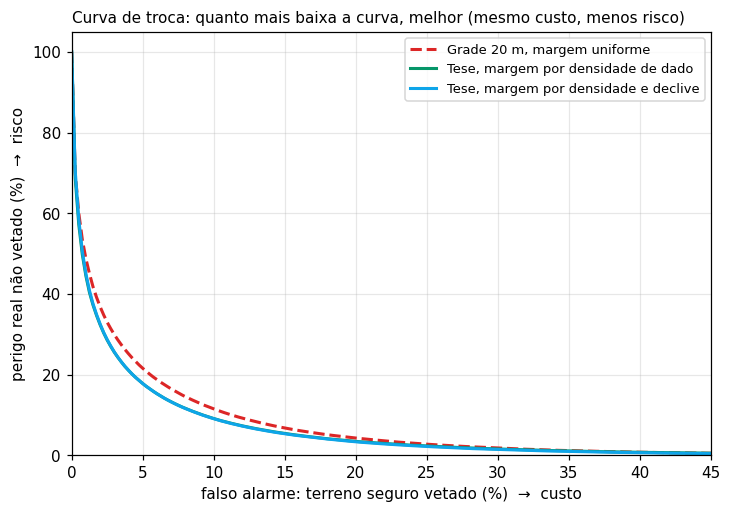 Curva de troca: quanto mais baixa a curva, melhor (mesmo custo, menos risco)
Grade 20 m, margem uniforme
Tese, margem por densidade de dado
Tese, margem por densidade e declive
perigo real não vetado (%) → risco
100
80
60
40
20
0
0 5 10 15 20 25 30 35 40 45
falso alarme: terreno seguro vetado (%) → custo